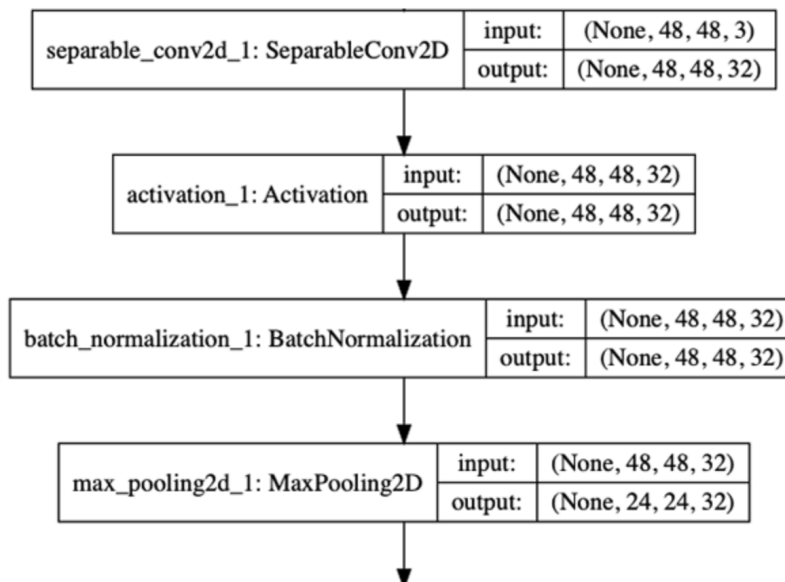 separable_conv2d_1: SeparableConv2D
input: (None, 48, 48, 3)
output: (None, 48, 48, 32)
activation_1: Activation
input: (None, 48, 48, 32)
output: (None, 48, 48, 32)
batch_normalization_1: BatchNormalization
input: (None, 48, 48, 32)
output: (None, 48, 48, 32)
max_pooling2d_1: MaxPooling2D
input: (None, 48, 48, 32)
output: (None, 24, 24, 32)